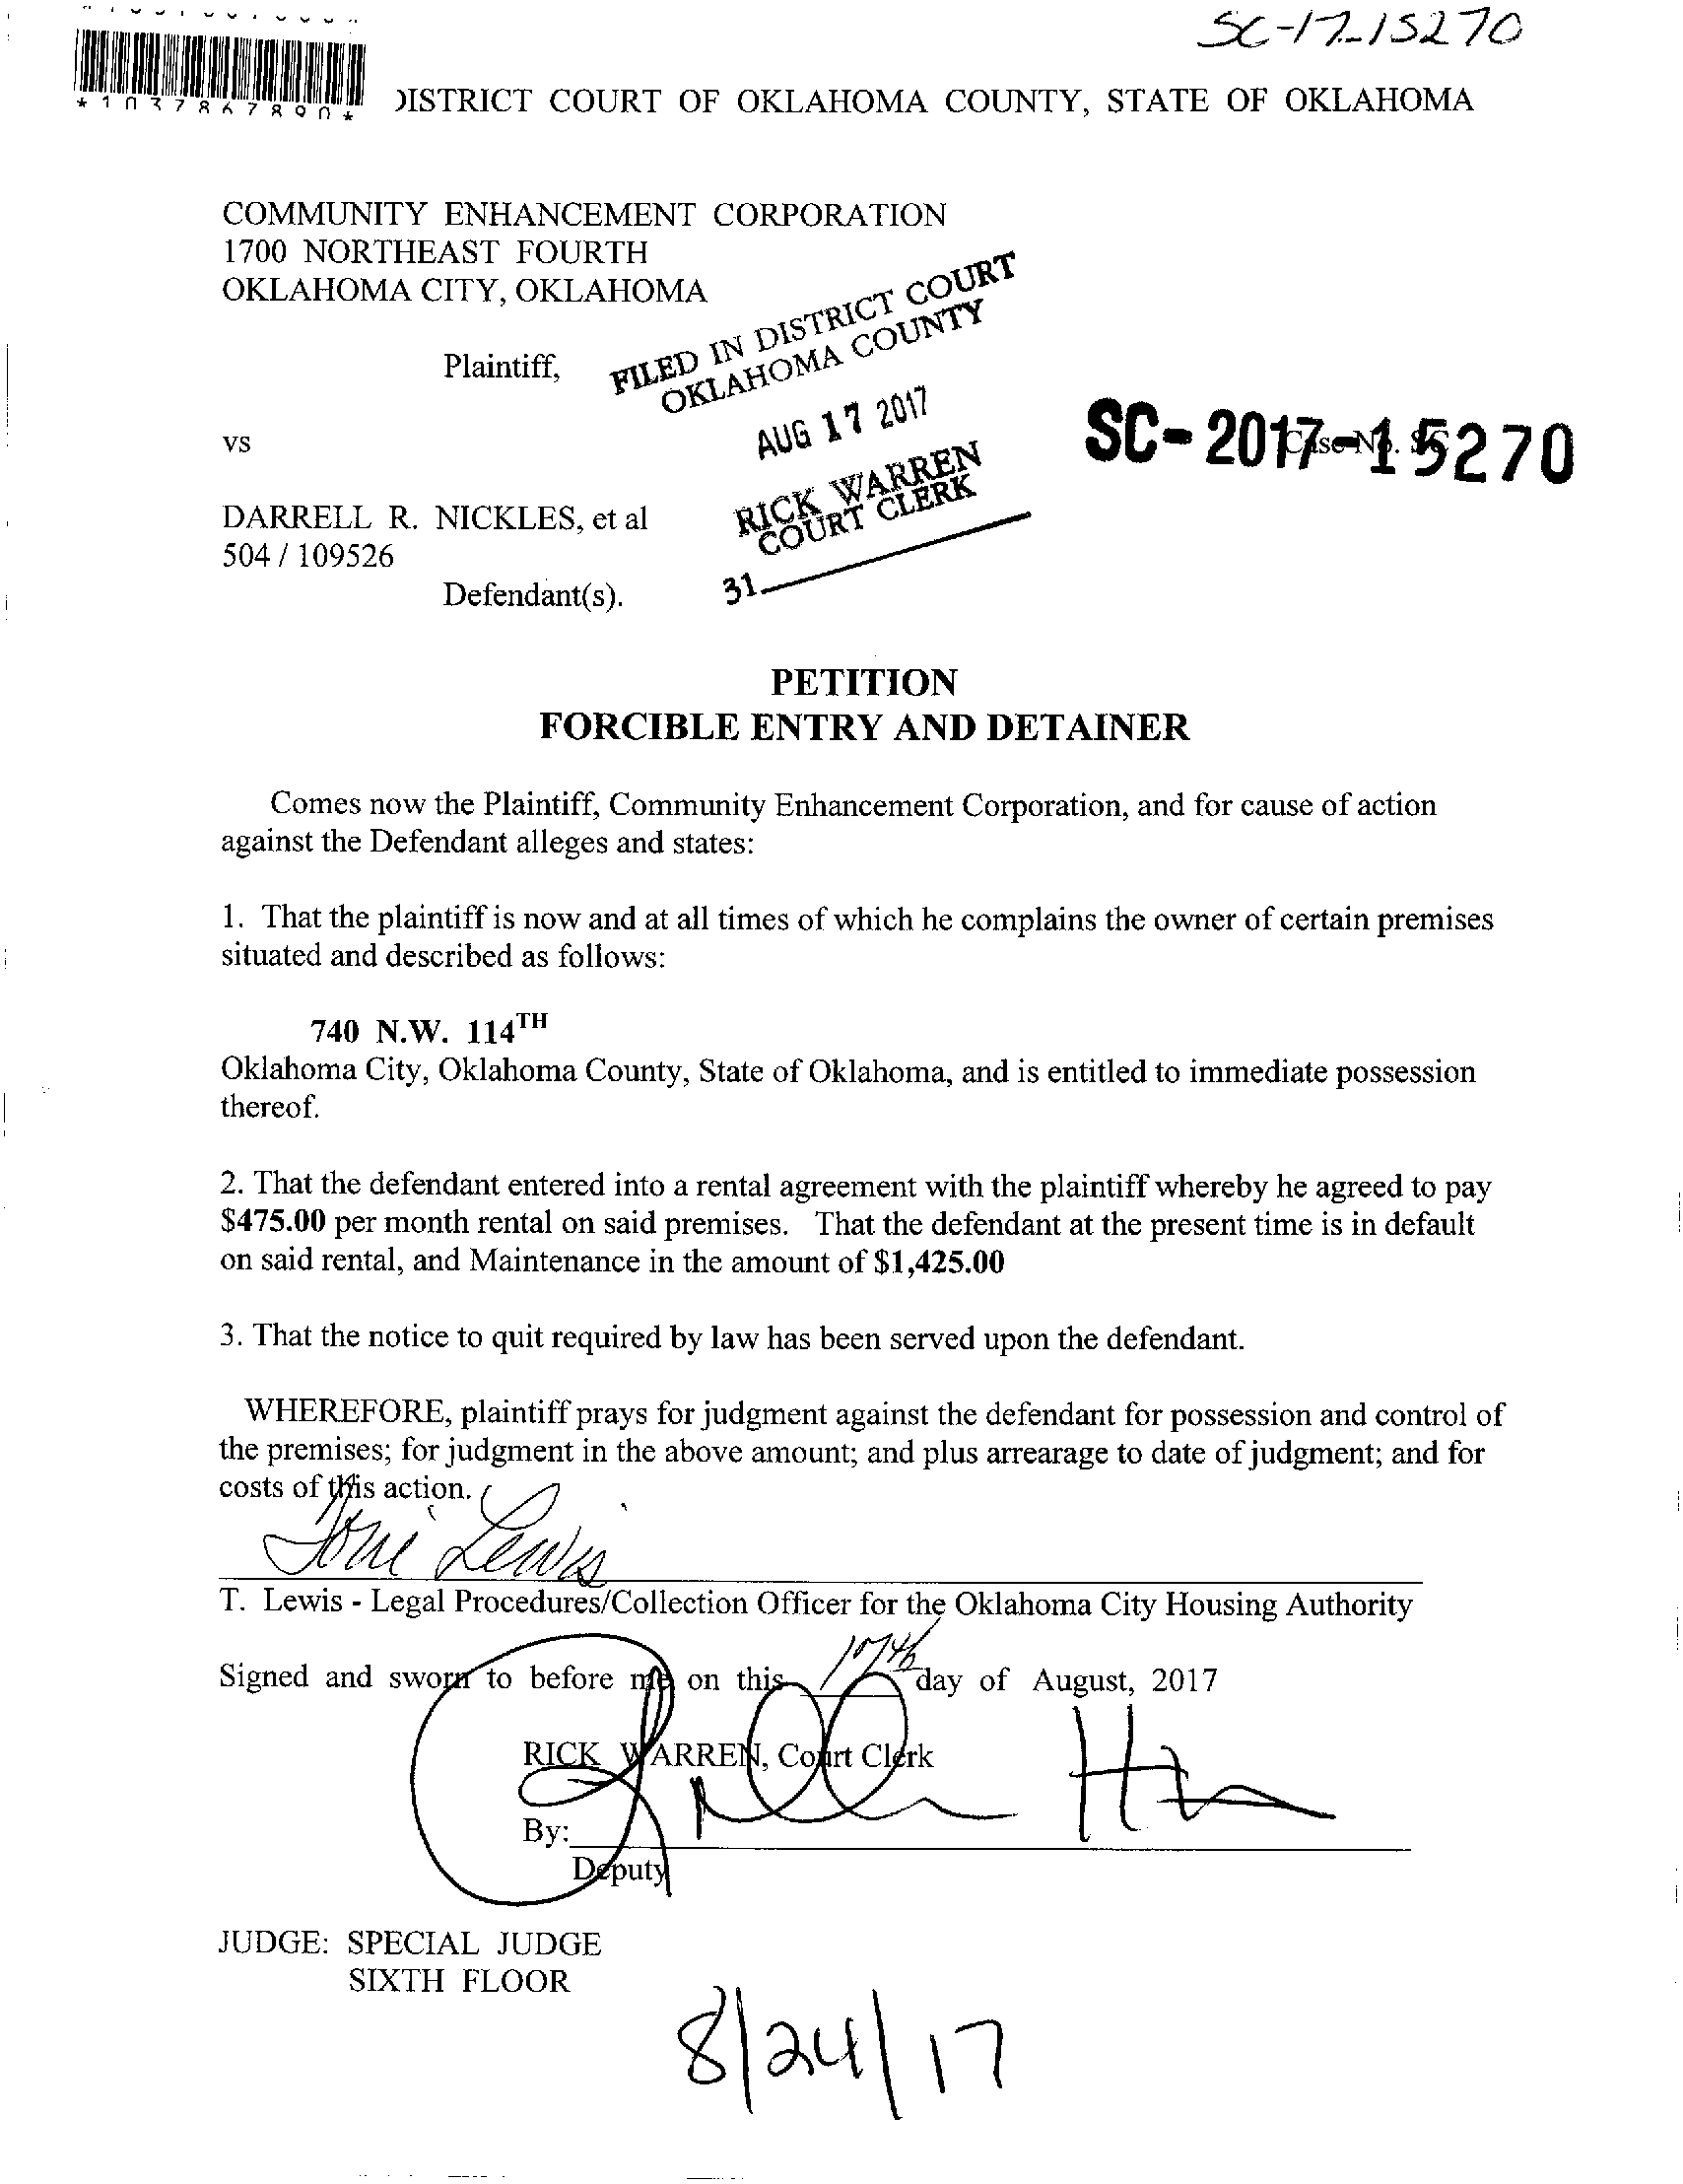 SC-17-15270
*1037867890*
DISTRICT COURT OF OKLAHOMA COUNTY, STATE OF OKLAHOMA
COMMUNITY ENHANCEMENT CORPORATION
1700 NORTHEAST FOURTH
OKLAHOMA CITY, OKLAHOMA
Plaintiff,
FILED IN DISTRICT COURT
OKLAHOMA COUNTY
AUG 17 2017
RICK WARREN
COURT CLERK
31
vs
Case No. SC
SC-2017-15270
DARRELL R. NICKLES, et al
504 / 109526
Defendant(s).
PETITION
FORCIBLE ENTRY AND DETAINER
Comes now the Plaintiff, Community Enhancement Corporation, and for cause of action
against the Defendant alleges and states:
1. That the plaintiff is now and at all times of which he complains the owner of certain premises
situated and described as follows:
740 N.W. 114TH
Oklahoma City, Oklahoma County, State of Oklahoma, and is entitled to immediate possession
thereof.
2. That the defendant entered into a rental agreement with the plaintiff whereby he agreed to pay
$475.00 per month rental on said premises. That the defendant at the present time is in default
on said rental, and Maintenance in the amount of $1,425.00
3. That the notice to quit required by law has been served upon the defendant.
WHEREFORE, plaintiff prays for judgment against the defendant for possession and control of
the premises; for judgment in the above amount; and plus arrearage to date of judgment; and for
costs of this action.
Toni Lewis
T. Lewis - Legal Procedures/Collection Officer for the Oklahoma City Housing Authority
Signed and sworn to before me on this 17th day of August, 2017
RICK WARREN, Court Clerk
By:
Deputy
JUDGE: SPECIAL JUDGE
SIXTH FLOOR
8/24/17